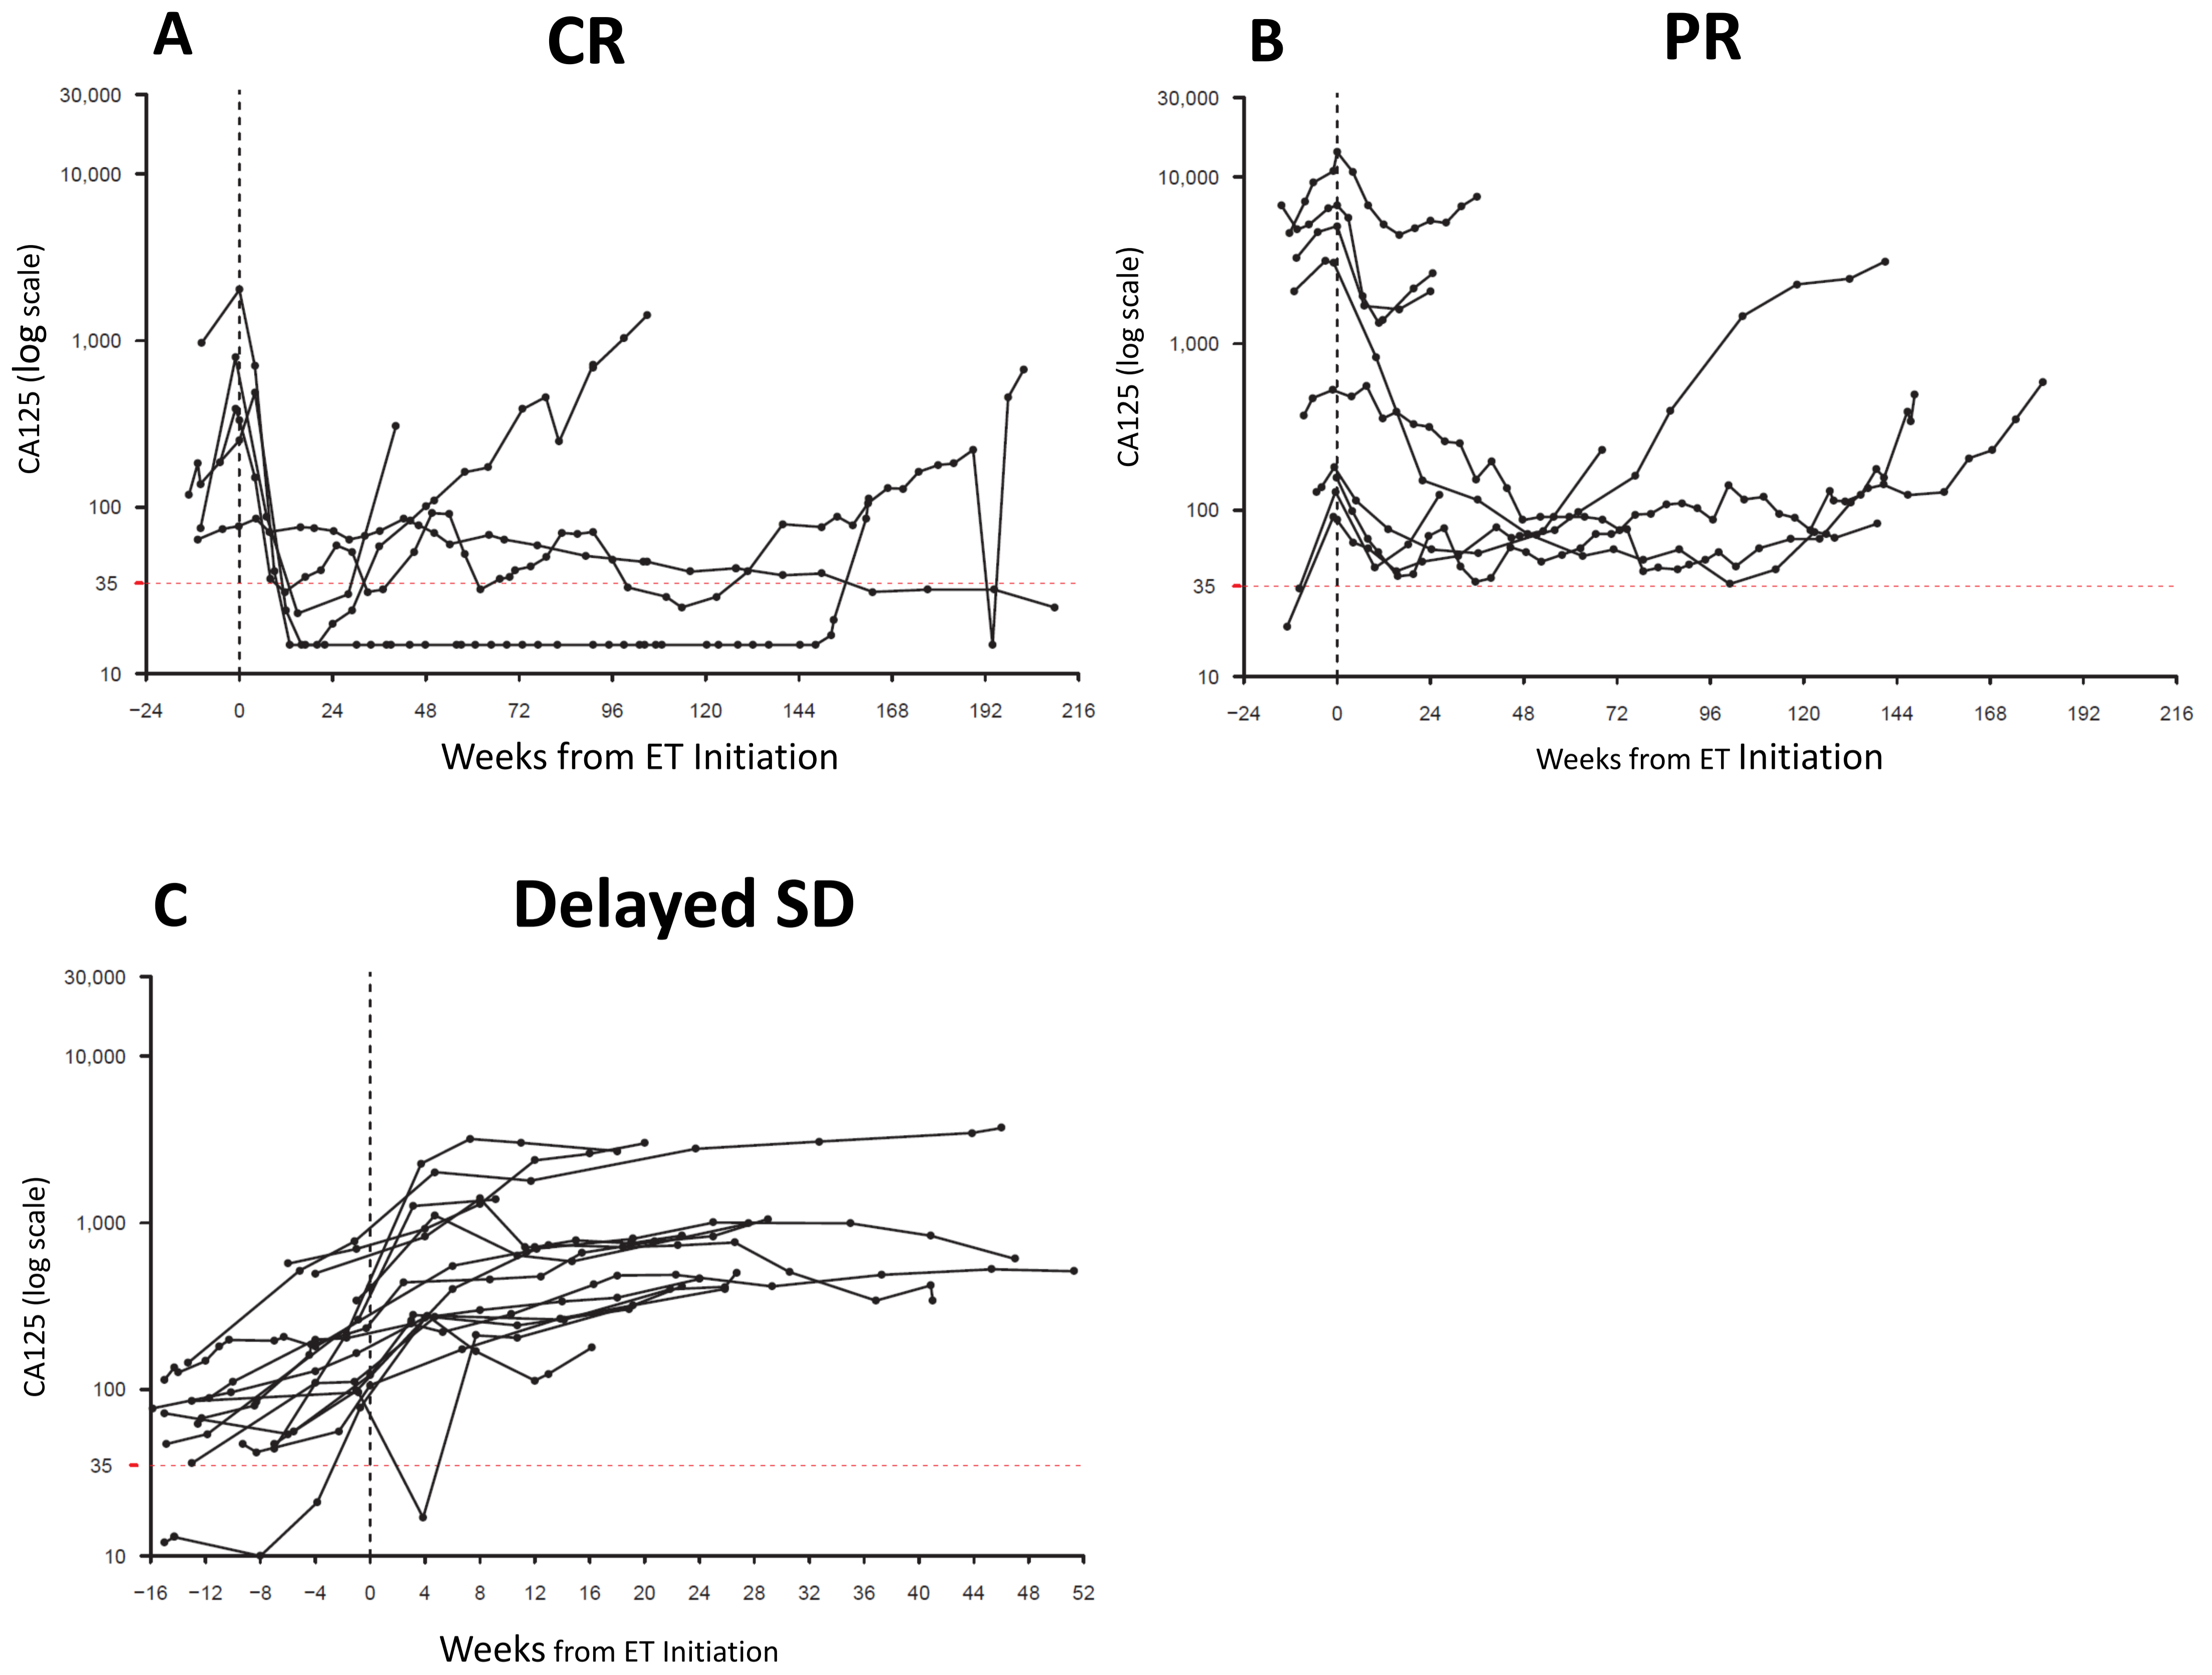 A
CR
30,000
10,000
1,000
100
35
10
CA125 (log scale)
−24 0 24 48 72 96 120 144 168 192 216
Weeks from ET Initiation
B
PR
30,000
10,000
1,000
100
35
10
CA125 (log scale)
−24 0 24 48 72 96 120 144 168 192 216
Weeks from ET Initiation
C
Delayed SD
30,000
10,000
1,000
100
35
10
CA125 (log scale)
−16 −12 −8 −4 0 4 8 12 16 20 24 28 32 36 40 44 48 52
Weeks from ET Initiation